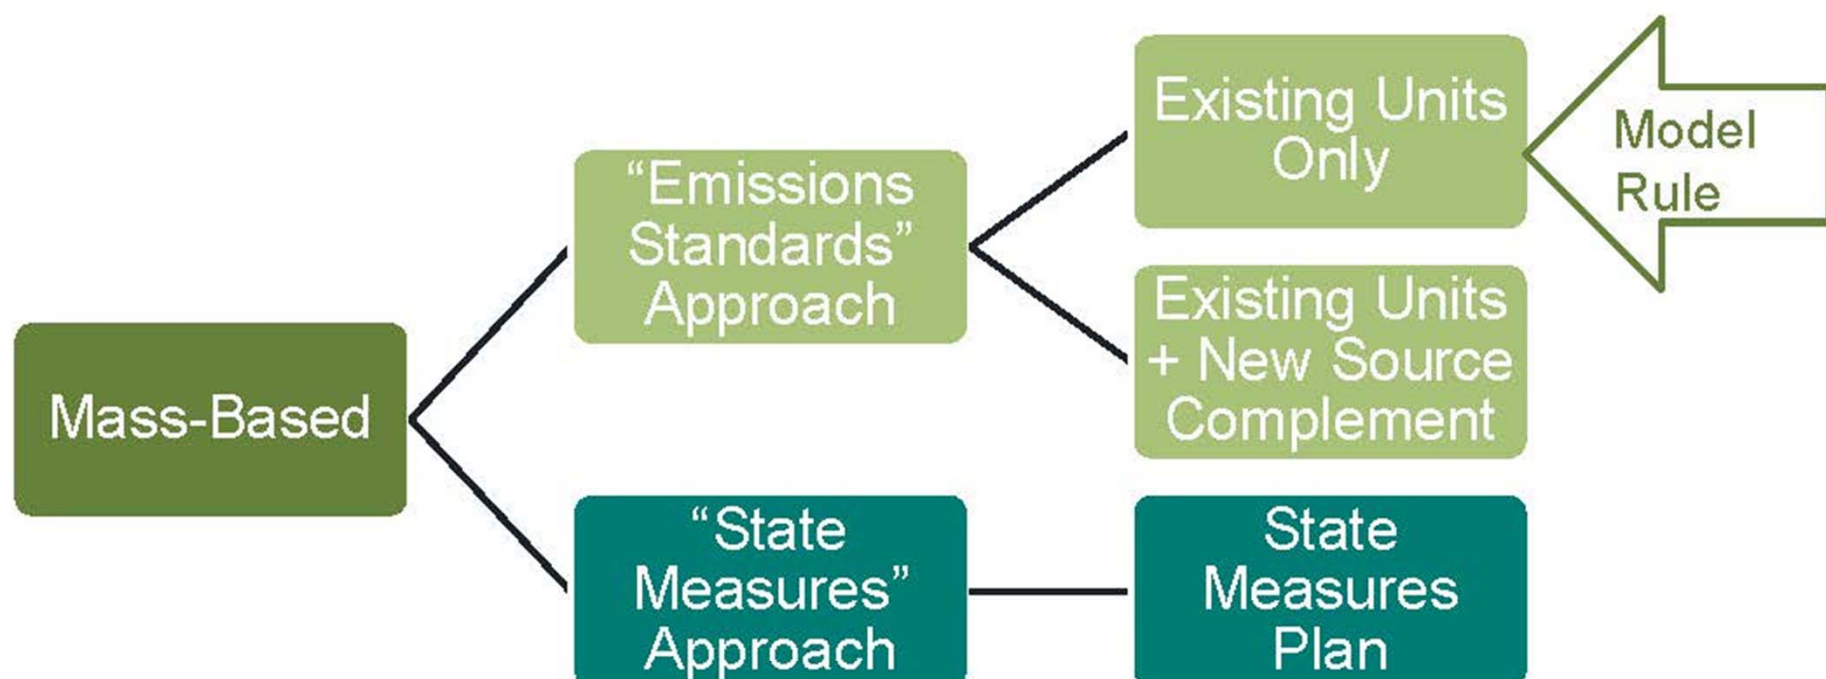 Mass-Based
“Emissions
Standards”
Approach
“State
Measures”
Approach
Existing Units
Only
Existing Units
+ New Source
Complement
State
Measures
Plan
Model
Rule